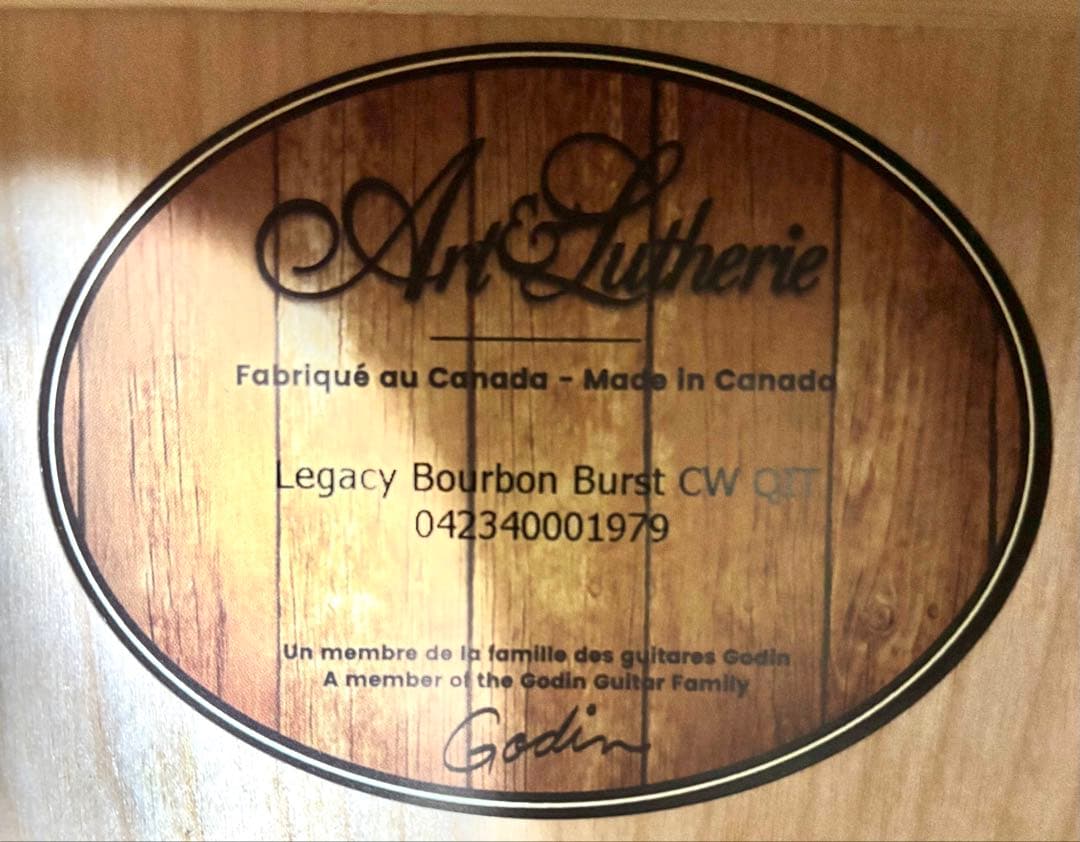 Art & Lutherie
Fabriqué au Canada - Made in Canada
Legacy Bourbon Burst CW QIT
042340001979
Un membre de la famille des guitares Godin
A member of the Godin Guitar Family
Godin